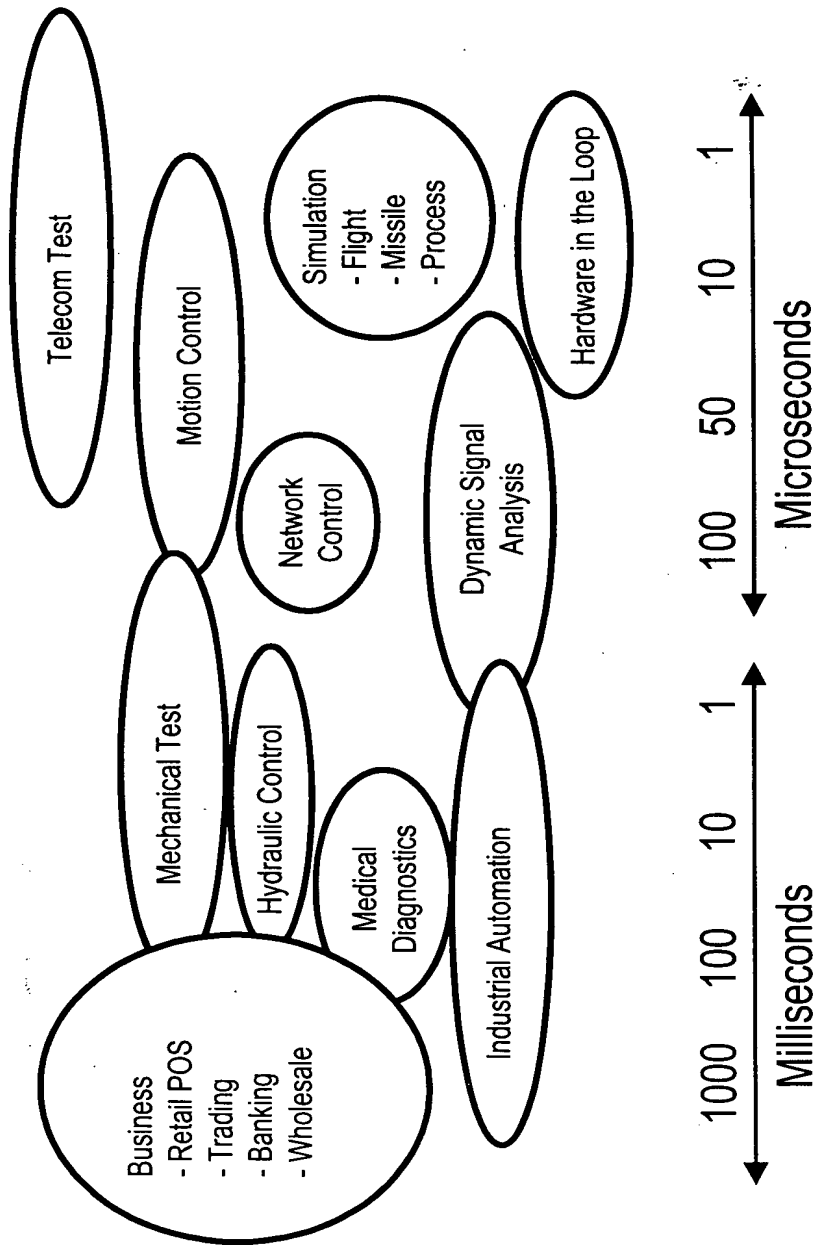 Telecom Test
Motion Control
Simulation
- Flight
- Missile
- Process
Hardware in the Loop
Network
Control
Dynamic Signal
Analysis
Mechanical Test
Hydraulic Control
Medical
Diagnostics
Industrial Automation
Business
- Retail POS
- Trading
- Banking
- Wholesale
1000 100 10 1 100 50 10 1
Milliseconds Microseconds